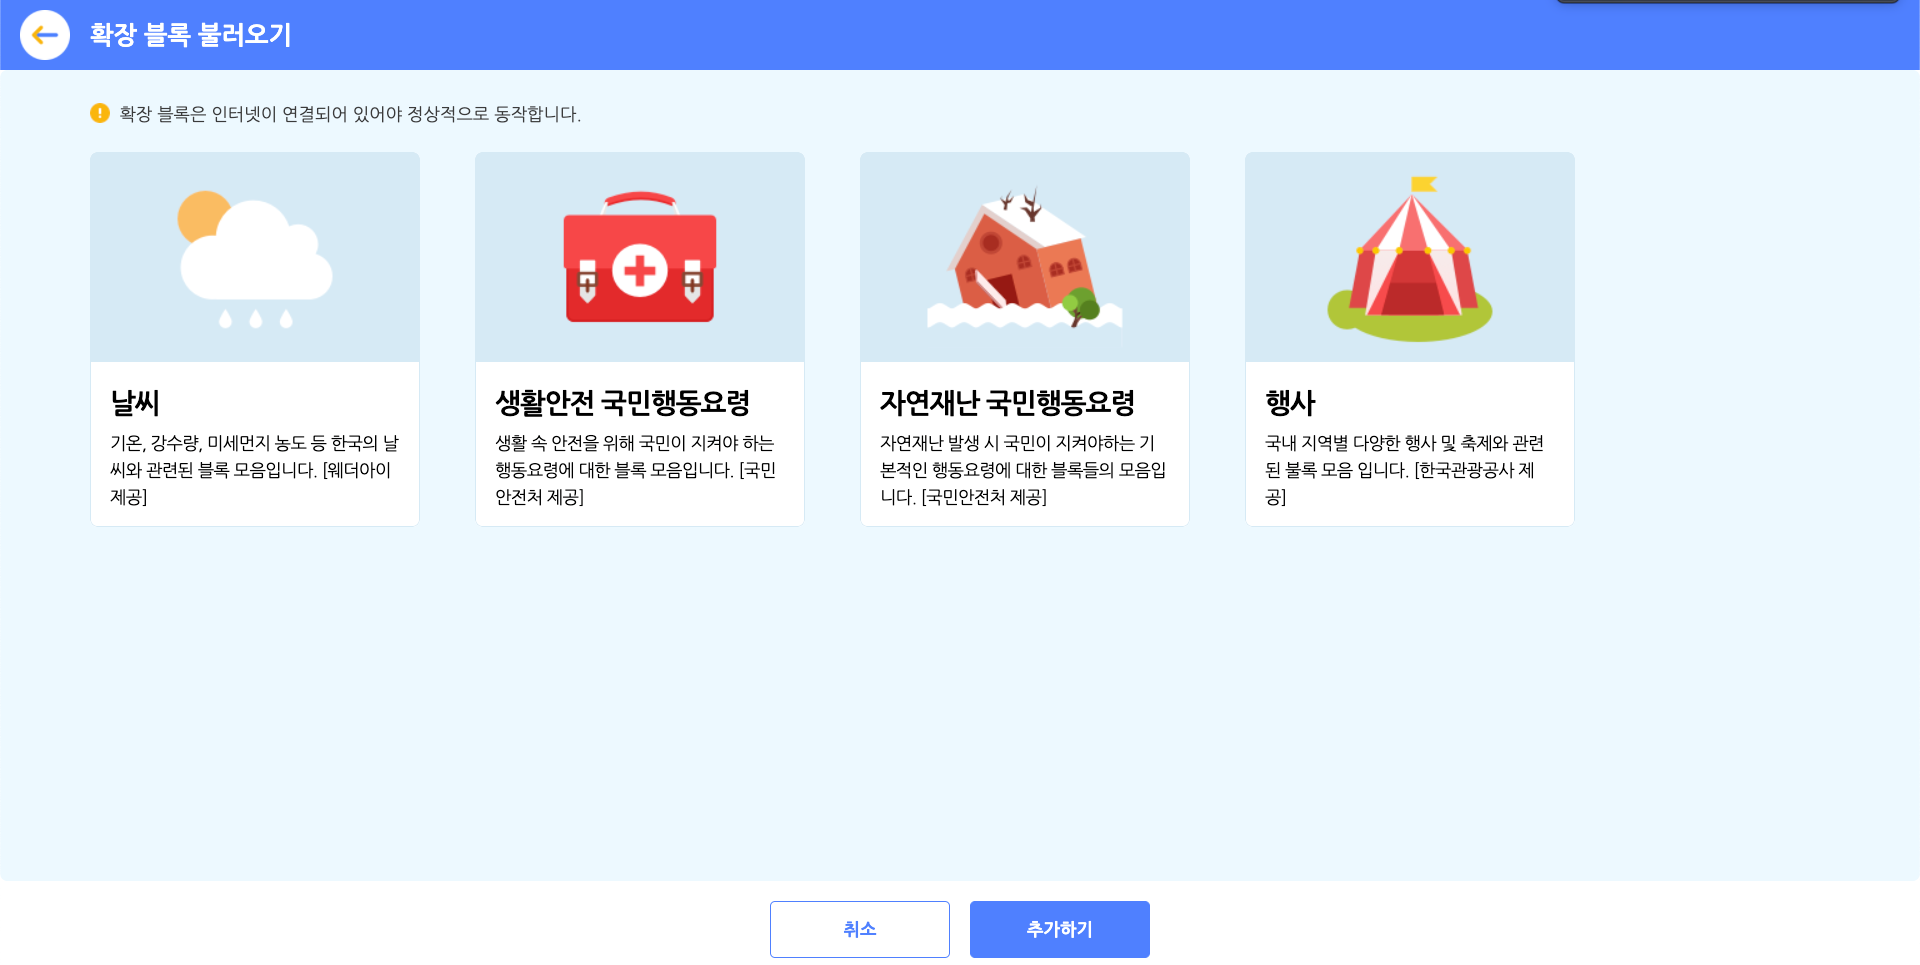 확장 블록 불러오기
확장 블록은 인터넷이 연결되어 있어야 정상적으로 동작합니다.
날씨
기온, 강수량, 미세먼지 농도 등 한국의 날
씨와 관련된 블록 모음입니다. [웨더아이
제공]
생활안전 국민행동요령
생활 속 안전을 위해 국민이 지켜야 하는
행동요령에 대한 블록 모음입니다. [국민
안전처 제공]
자연재난 국민행동요령
자연재난 발생 시 국민이 지켜야하는 기
본적인 행동요령에 대한 블록들의 모음입
니다. [국민안전처 제공]
행사
국내 지역별 다양한 행사 및 축제와 관련
된 불록 모음 입니다. [한국관광공사 제
공]
취소
추가하기